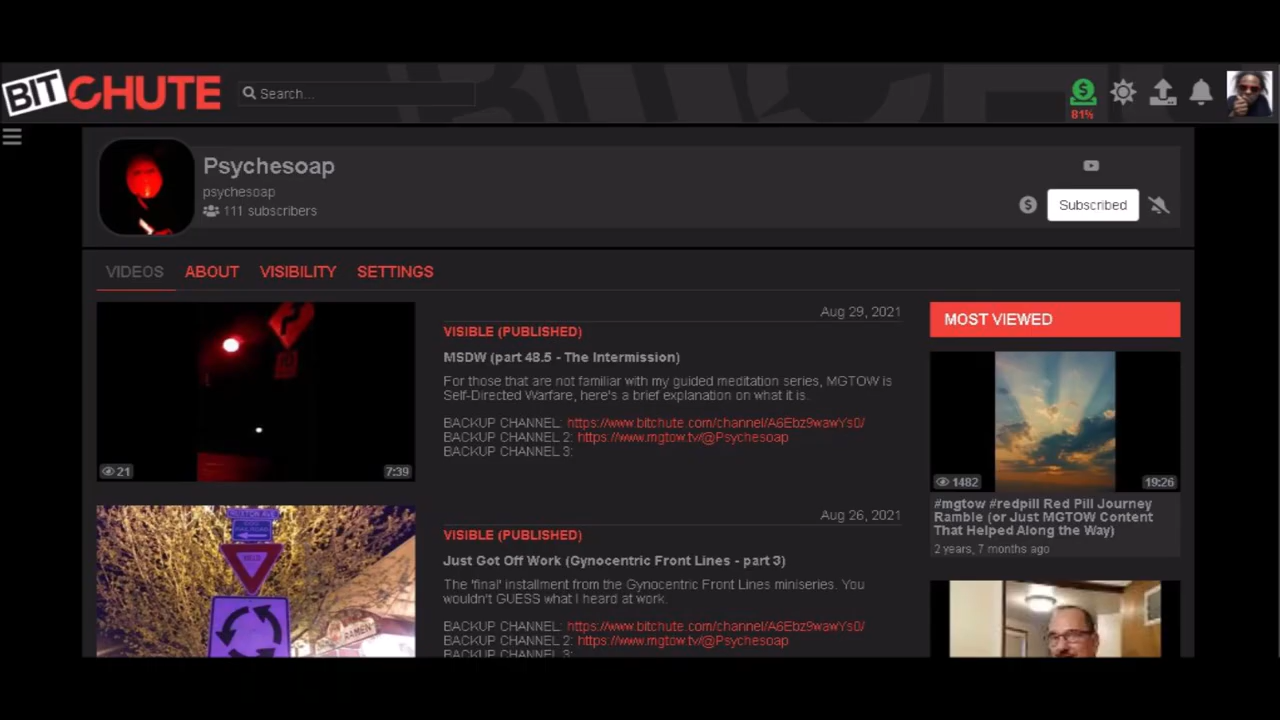 BITCHUTE
Search...
81%
Psychesoap
psychesoap
111 subscribers
Subscribed
VIDEOS ABOUT VISIBILITY SETTINGS
Aug 29, 2021
VISIBLE (PUBLISHED)
MSDW (part 48.5 - The Intermission)
For those that are not familiar with my guided meditation series, MGTOW is
Self-Directed Warfare, here's a brief explanation on what it is.
BACKUP CHANNEL: https://www.bitchute.com/channel/A6Ebz9wawYs0/
BACKUP CHANNEL 2: https://www.mgtow.tv/@Psychesoap
BACKUP CHANNEL 3:
21
7:39
Aug 26, 2021
VISIBLE (PUBLISHED)
Just Got Off Work (Gynocentric Front Lines - part 3)
The 'final' installment from the Gynocentric Front Lines miniseries. You
wouldn't GUESS what I heard at work.
BACKUP CHANNEL: https://www.bitchute.com/channel/A6Ebz9wawYs0/
BACKUP CHANNEL 2: https://www.mgtow.tv/@Psychesoap
BACKUP CHANNEL 3:
RAMEN
MOST VIEWED
1482
19:26
#mgtow #redpill Red Pill Journey
Ramble (or Just MGTOW Content
That Helped Along the Way)
2 years, 7 months ago